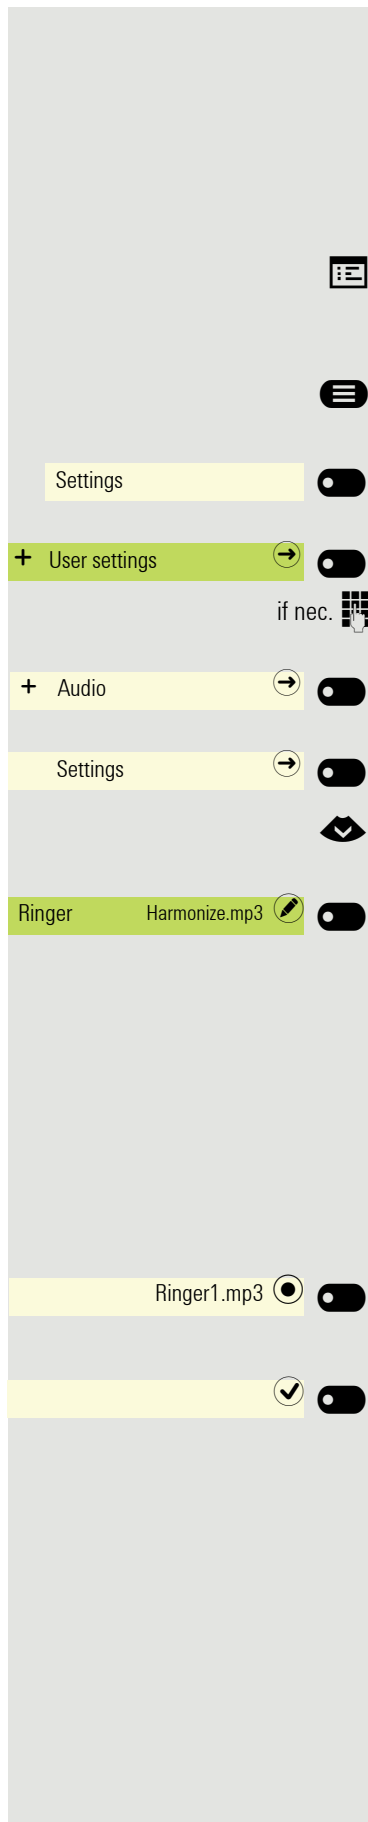 Settings
+ User settings
if nec.
+ Audio
Settings
Ringer Harmonize.mp3
Ringer1.mp3